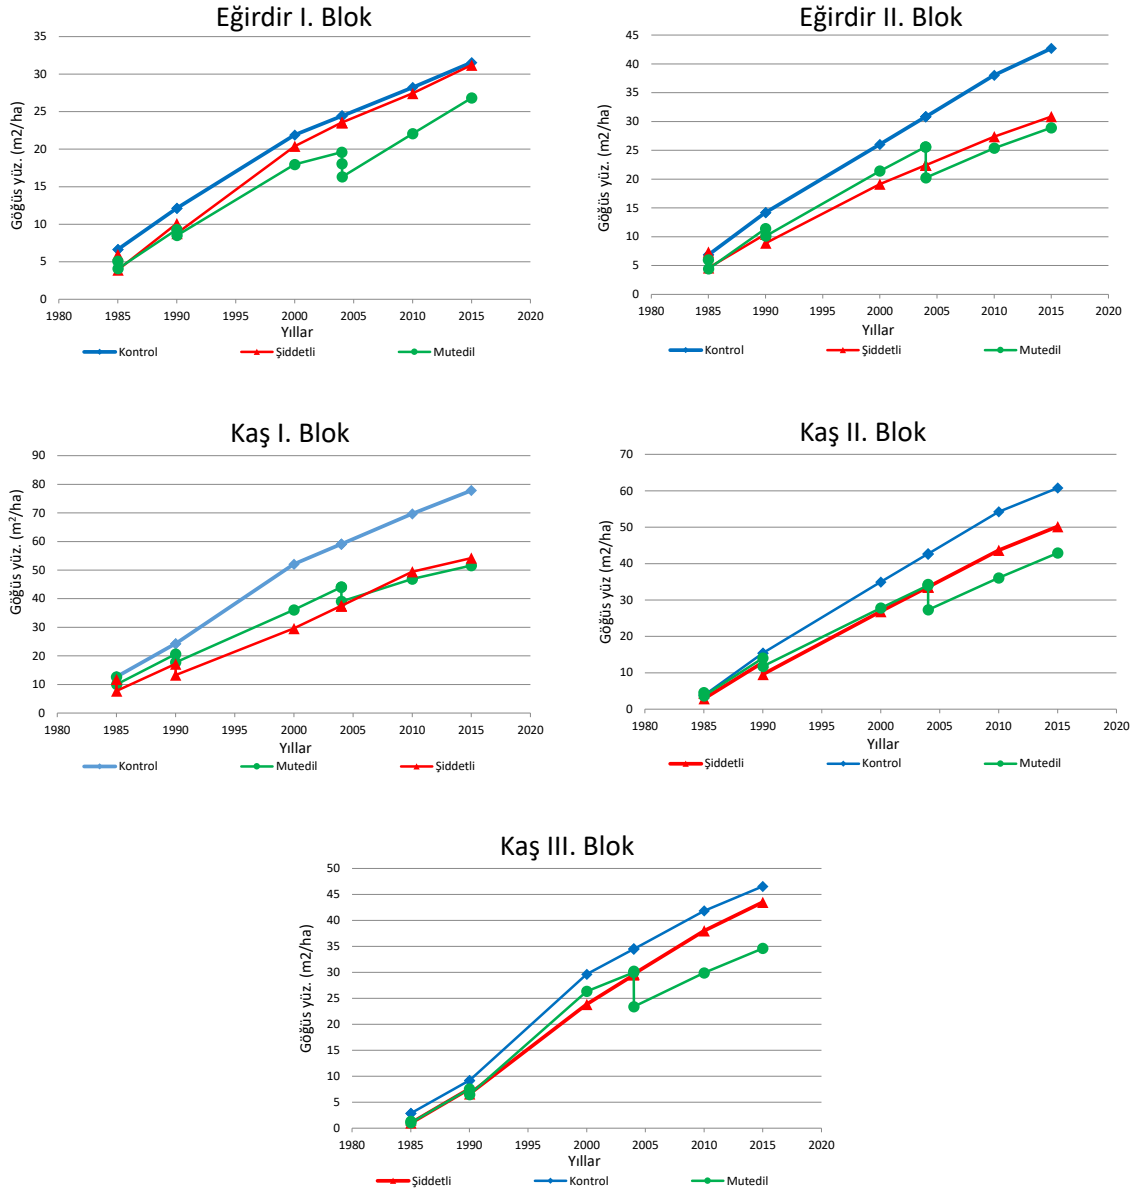 Eğirdir I. Blok
Göğüs yüz. (m2/ha)
35
30
25
20
15
10
5
0
1980 1985 1990 1995 2000 2005 2010 2015 2020
Yıllar
Kontrol Şiddetli Mutedil
Eğirdir II. Blok
Göğüs yüz. (m2/ha)
45
40
35
30
25
20
15
10
5
0
1980 1985 1990 1995 2000 2005 2010 2015 2020
Yıllar
Kontrol Şiddetli Mutedil
Kaş I. Blok
Göğüs yüz. (m²/ha)
90
80
70
60
50
40
30
20
10
0
1980 1985 1990 1995 2000 2005 2010 2015 2020
Yıllar
Kontrol Mutedil Şiddetli
Kaş II. Blok
Göğüs yüz (m2/ha)
70
60
50
40
30
20
10
0
1980 1985 1990 1995 2000 2005 2010 2015 2020
Yıllar
Şiddetli Kontrol Mutedil
Kaş III. Blok
Göğüs yüz. (m2/ha)
50
45
40
35
30
25
20
15
10
5
0
1980 1985 1990 1995 2000 2005 2010 2015 2020
Yıllar
Şiddetli Kontrol Mutedil